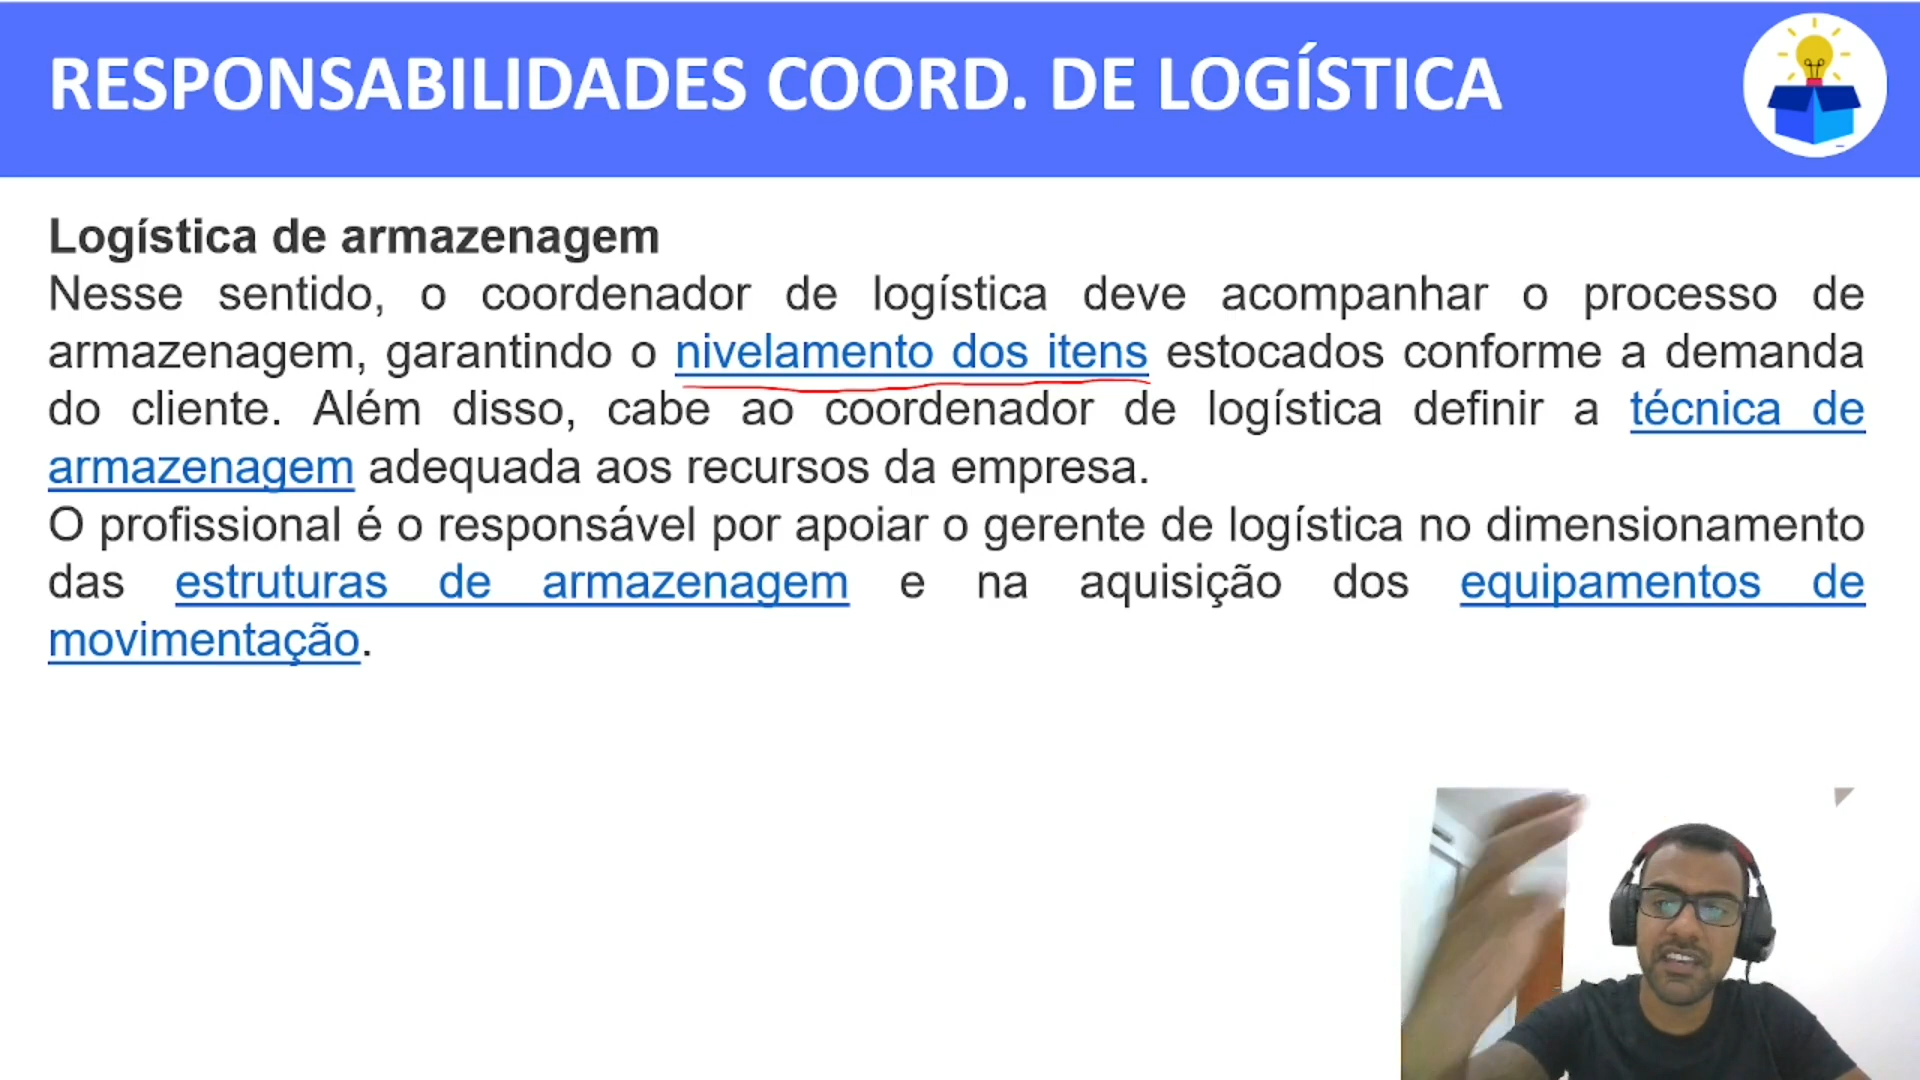 RESPONSABILIDADES COORD. DE LOGÍSTICA
Logística de armazenagem
Nesse sentido, o coordenador de logística deve acompanhar o processo de
armazenagem, garantindo o nivelamento dos itens estocados conforme a demanda
do cliente. Além disso, cabe ao coordenador de logística definir a técnica de
armazenagem adequada aos recursos da empresa.
O profissional é o responsável por apoiar o gerente de logística no dimensionamento
das estruturas de armazenagem e na aquisição dos equipamentos de
movimentação.